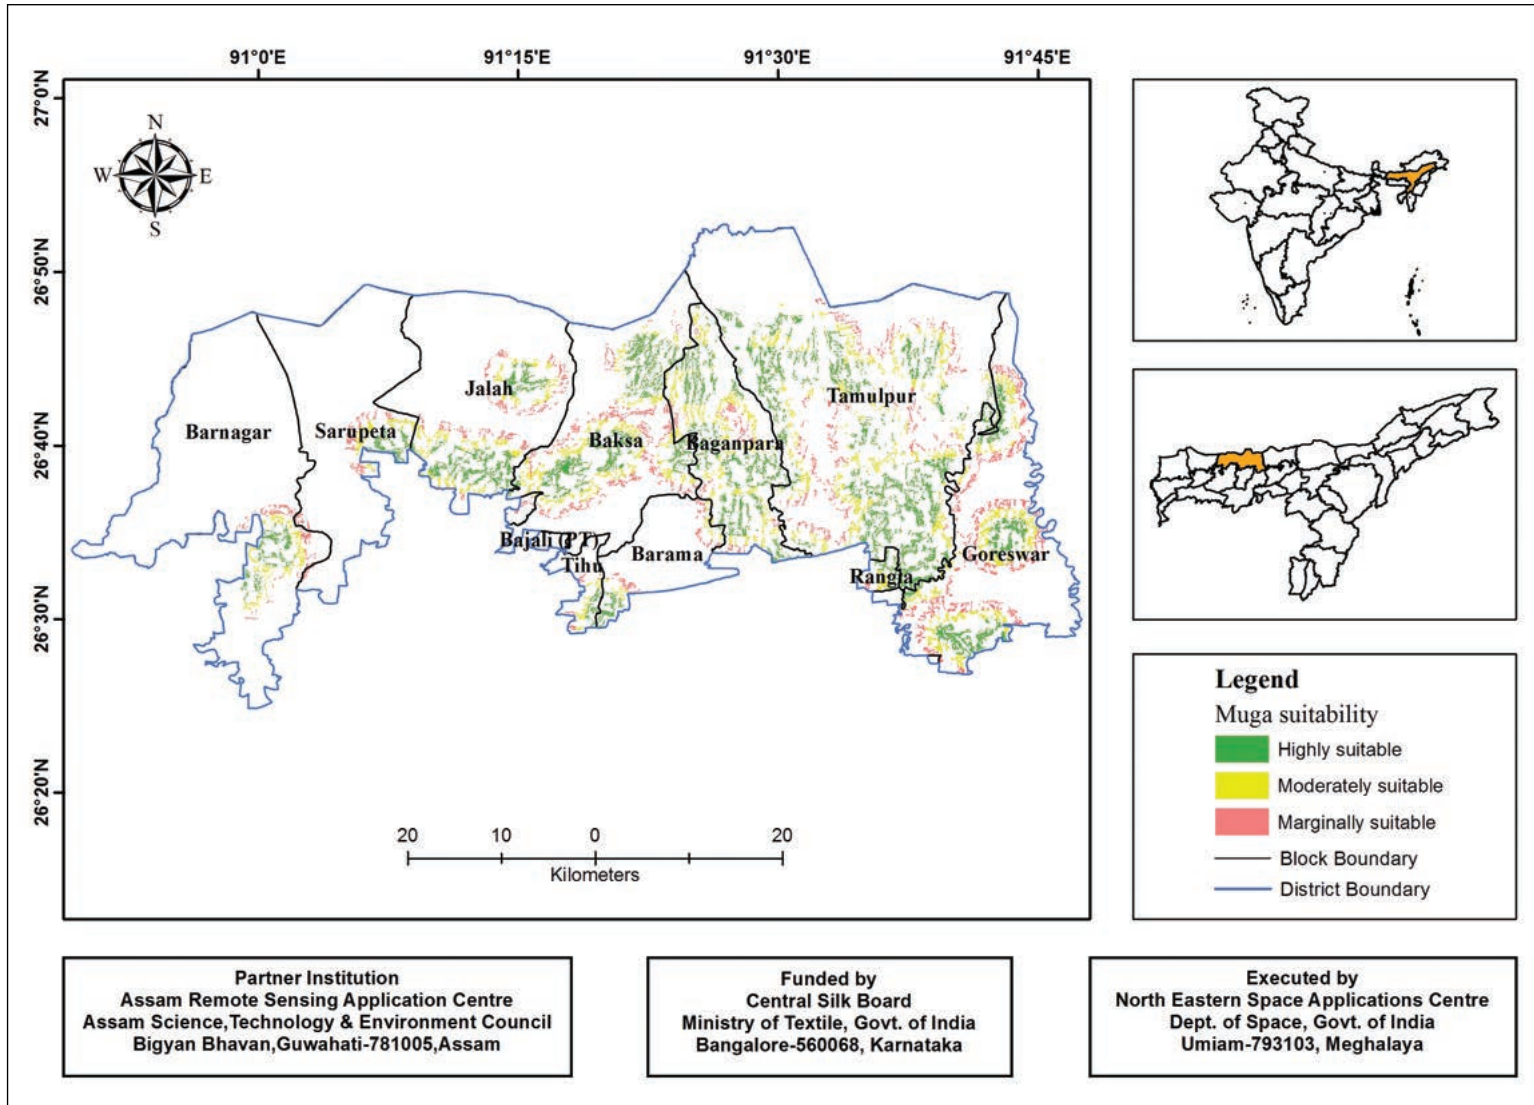 91°0'E
91°15'E
91°30'E
91°45'E
27°0'N
26°50'N
26°40'N
26°30'N
26°20'N
N
W
E
S
Jalah
Tamulpur
Barnagar
Sarupeta
Baksa
Baganpara
Bajali (PT)
Tihu
Barama
Rangia
Goreswar
20 10 0 20
Kilometers
Legend
Muga suitability
Highly suitable
Moderately suitable
Marginally suitable
Block Boundary
District Boundary
Partner Institution
Assam Remote Sensing Application Centre
Assam Science,Technology & Environment Council
Bigyan Bhavan,Guwahati-781005,Assam
Funded by
Central Silk Board
Ministry of Textile, Govt. of India
Bangalore-560068, Karnataka
Executed by
North Eastern Space Applications Centre
Dept. of Space, Govt. of India
Umiam-793103, Meghalaya